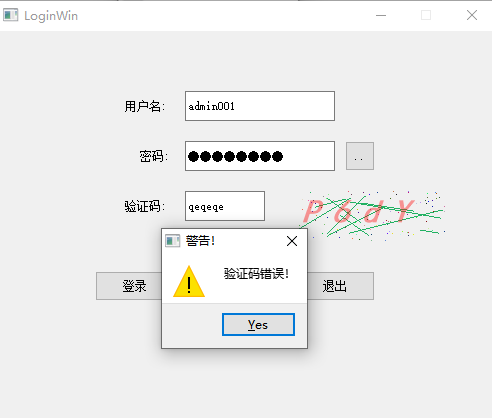 LoginWin
用户名:
admin001
密码:
..
验证码:
qeqeqe
P6dY
警告!
验证码错误!
Yes
登录
退出